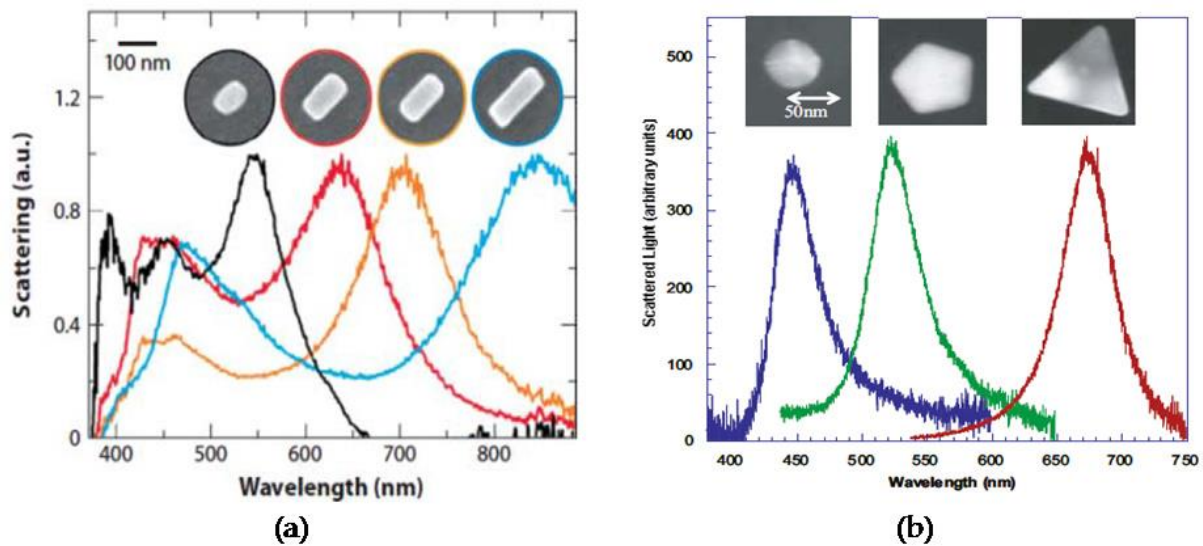 100 nm
1.2
0.8
0.4
0
Scattering (a.u.)
400 500 600 700 800
Wavelength (nm)
(a)
50nm
500
400
300
200
100
0
Scattered Light (arbitrary units)
400 450 500 550 600 650 700 750
Wavelength (nm)
(b)